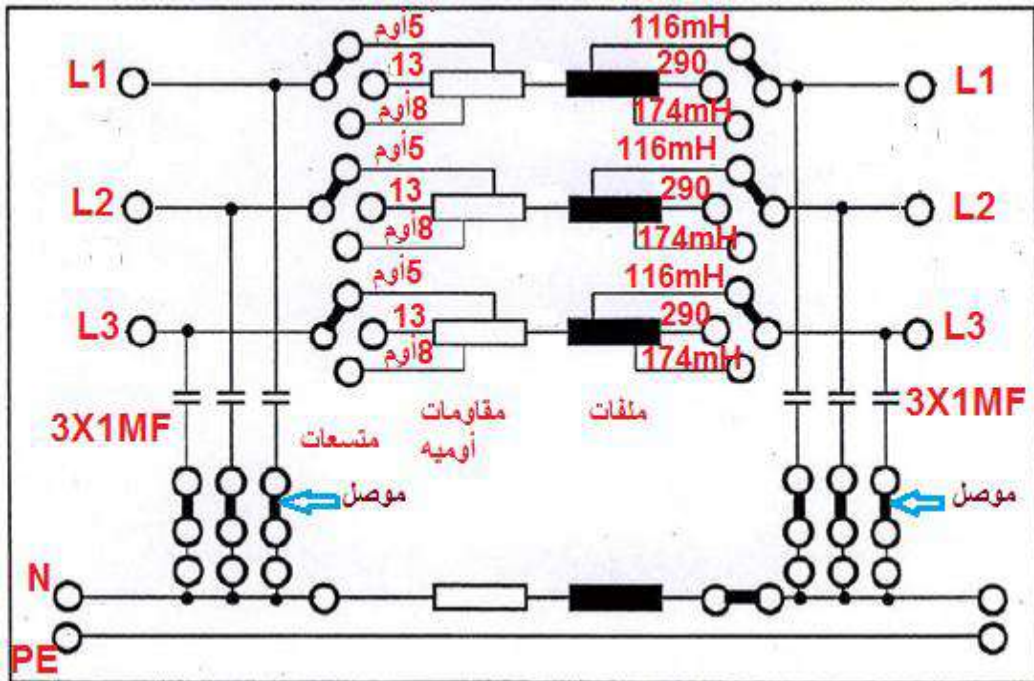 5أوم 116mH
L1 13 290 L1
8أوم 174mH
5أوم 116mH
L2 13 290 L2
8أوم 174mH
5أوم 116mH
L3 13 290 L3
8أوم 174mH
3X1MF متسعات مقاومات أوميه ملفات 3X1MF
موصل موصل
N
PE